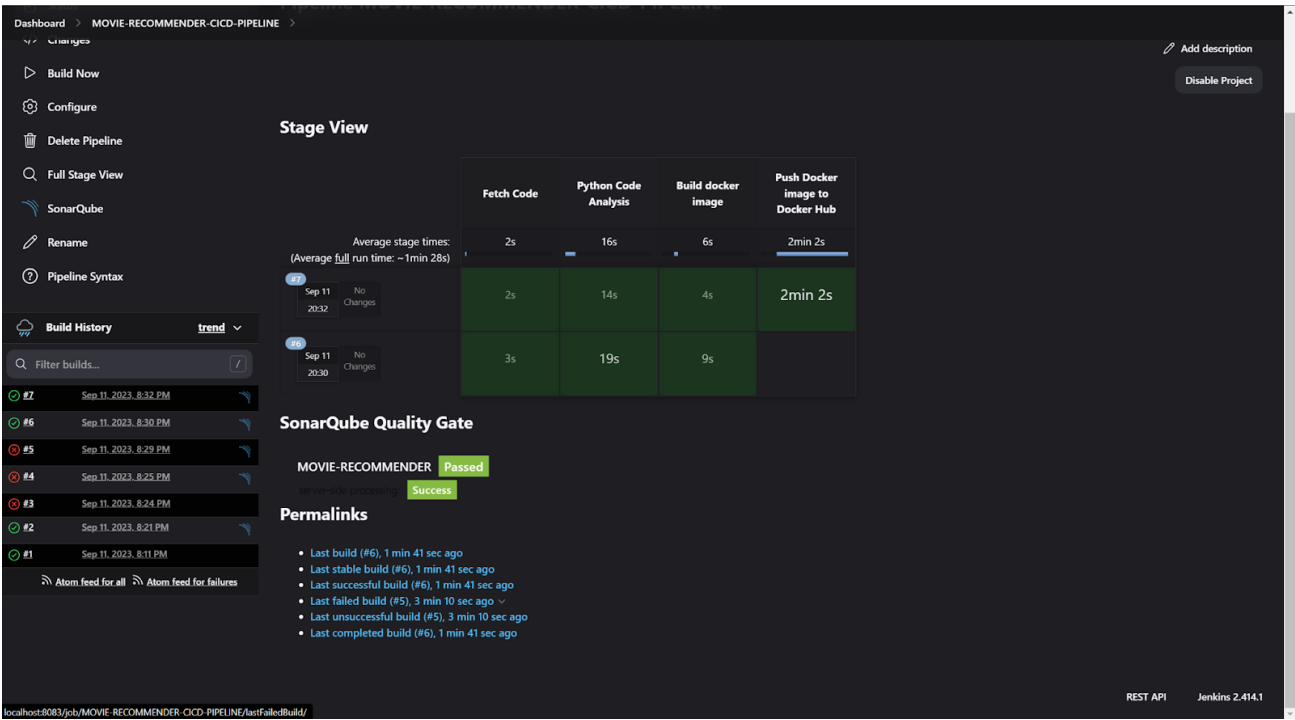 Pipeline MOVIE-RECOMMENDER-CICD-PIPELINE
Dashboard > MOVIE-RECOMMENDER-CICD-PIPELINE >
Changes
Build Now
Configure
Delete Pipeline
Full Stage View
SonarQube
Rename
Pipeline Syntax
Build History trend
Filter builds... /
#7 Sep 11, 2023, 8:32 PM
#6 Sep 11, 2023, 8:30 PM
#5 Sep 11, 2023, 8:29 PM
#4 Sep 11, 2023, 8:25 PM
#3 Sep 11, 2023, 8:24 PM
#2 Sep 11, 2023, 8:21 PM
#1 Sep 11, 2023, 8:11 PM
Atom feed for all Atom feed for failures
Add description
Disable Project
Stage View
Fetch Code
Python Code
Analysis
Build docker
image
Push Docker
image to
Docker Hub
Average stage times: 2s 16s 6s 2min 2s
(Average full run time: ~1min 28s)
#7
Sep 11
20:32
No
Changes
2s 14s 4s 2min 2s
#6
Sep 11
20:30
No
Changes
3s 19s 9s
SonarQube Quality Gate
MOVIE-RECOMMENDER Passed
server-side processing: Success
Permalinks
Last build (#6), 1 min 41 sec ago
Last stable build (#6), 1 min 41 sec ago
Last successful build (#6), 1 min 41 sec ago
Last failed build (#5), 3 min 10 sec ago
Last unsuccessful build (#5), 3 min 10 sec ago
Last completed build (#6), 1 min 41 sec ago
REST API Jenkins 2.414.1
localhost:8083/job/MOVIE-RECOMMENDER-CICD-PIPELINE/lastFailedBuild/